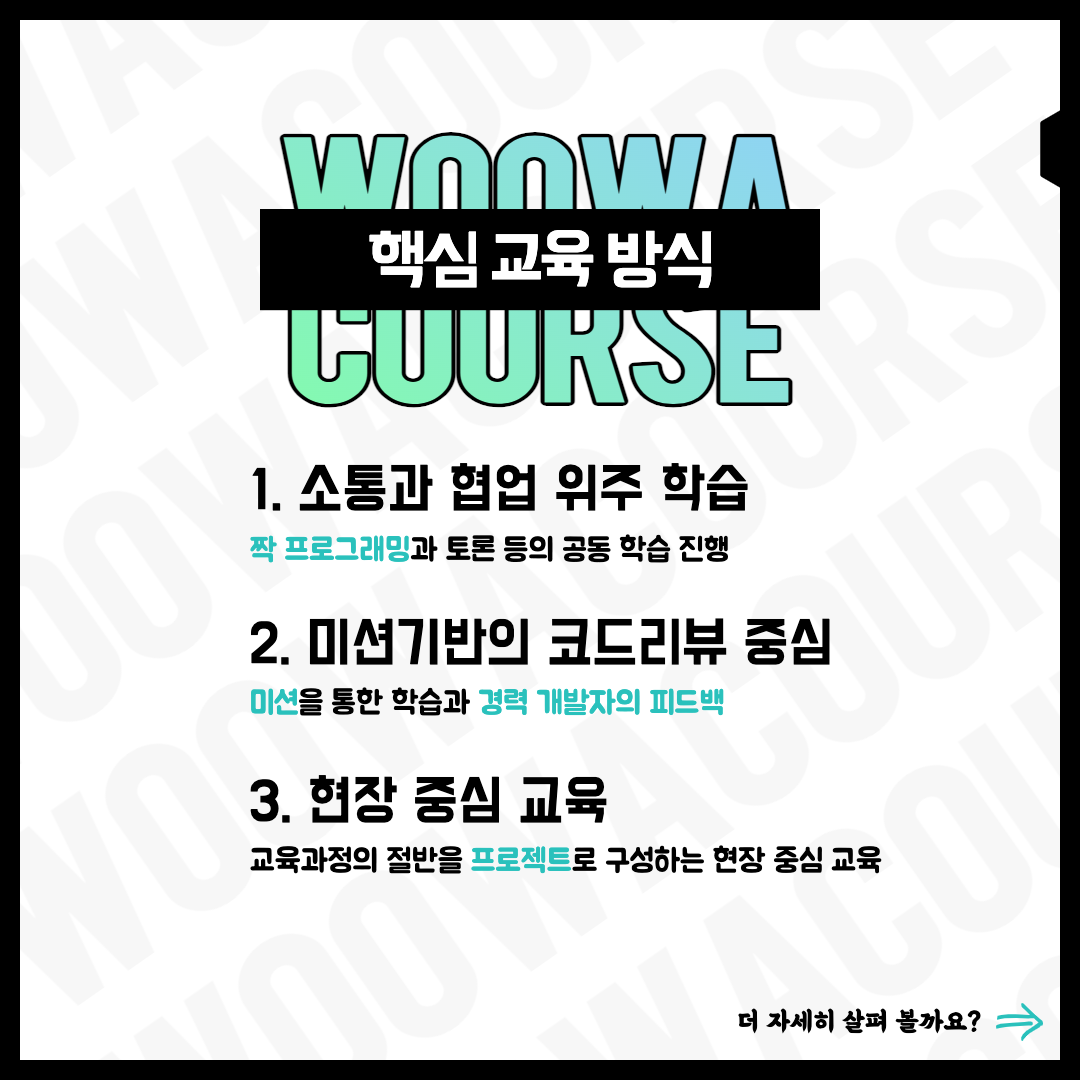 WOOWA
핵심 교육 방식
COURSE
1. 소통과 협업 위주 학습
짝 프로그래밍과 토론 등의 공동 학습 진행
2. 미션기반의 코드리뷰 중심
미션을 통한 학습과 경력 개발자의 피드백
3. 현장 중심 교육
교육과정의 절반을 프로젝트로 구성하는 현장 중심 교육
더 자세히 살펴 볼까요?